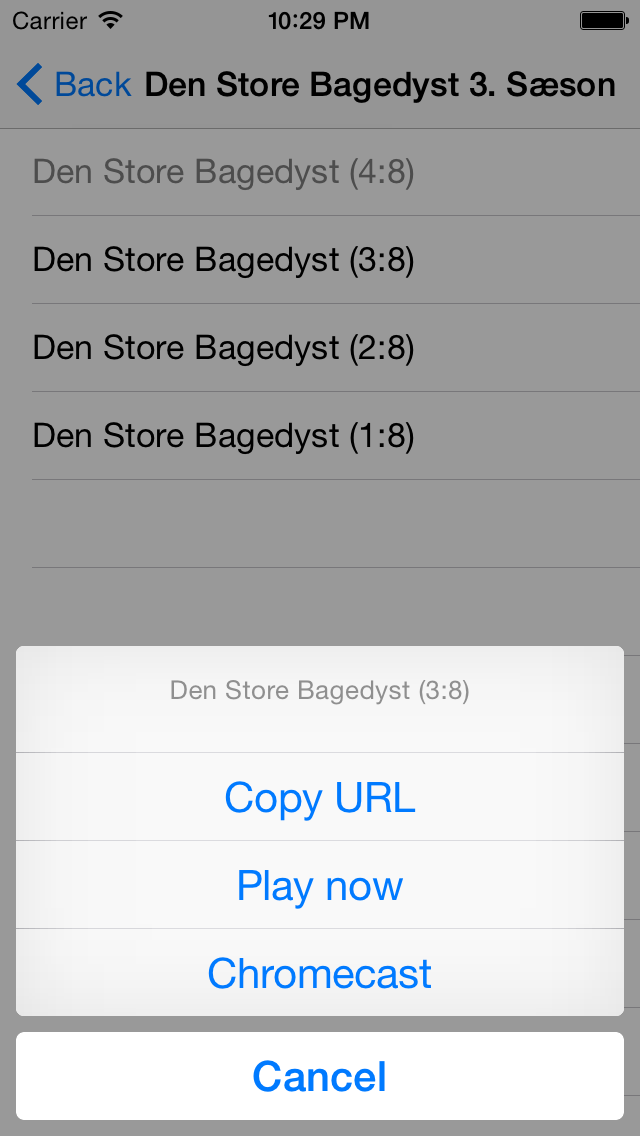 Carrier 10:29 PM
Back Den Store Bagedyst 3. Sæson
Den Store Bagedyst (4:8)
Den Store Bagedyst (3:8)
Den Store Bagedyst (2:8)
Den Store Bagedyst (1:8)
Den Store Bagedyst (3:8)
Copy URL
Play now
Chromecast
Cancel